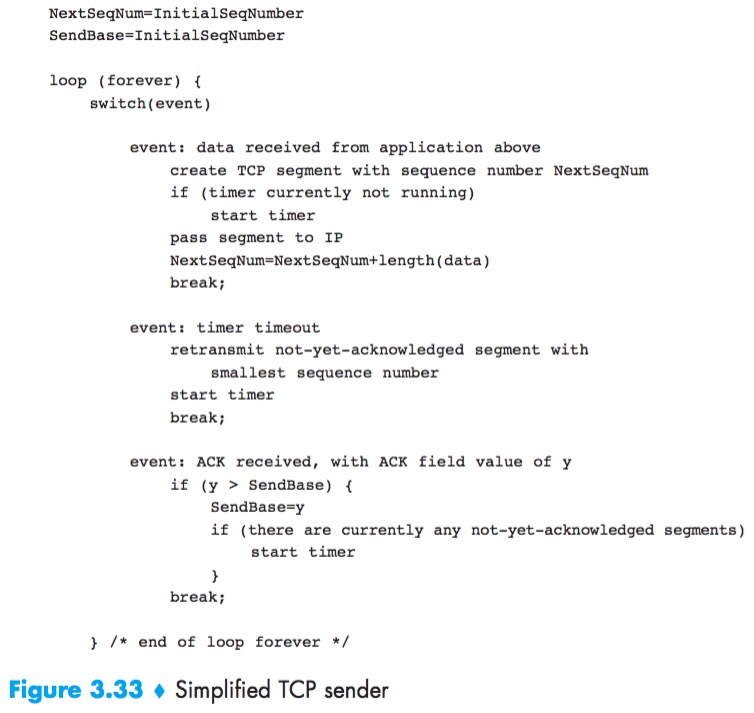 NextSeqNum=InitialSeqNumber
SendBase=InitialSeqNumber
loop (forever) {
switch(event)
event: data received from application above
create TCP segment with sequence number NextSeqNum
if (timer currently not running)
start timer
pass segment to IP
NextSeqNum=NextSeqNum+length(data)
break;
event: timer timeout
retransmit not-yet-acknowledged segment with
smallest sequence number
start timer
break;
event: ACK received, with ACK field value of y
if (y > SendBase) {
SendBase=y
if (there are currently any not-yet-acknowledged segments)
start timer
}
break;
} /* end of loop forever */
Figure 3.33 ♦ Simplified TCP sender